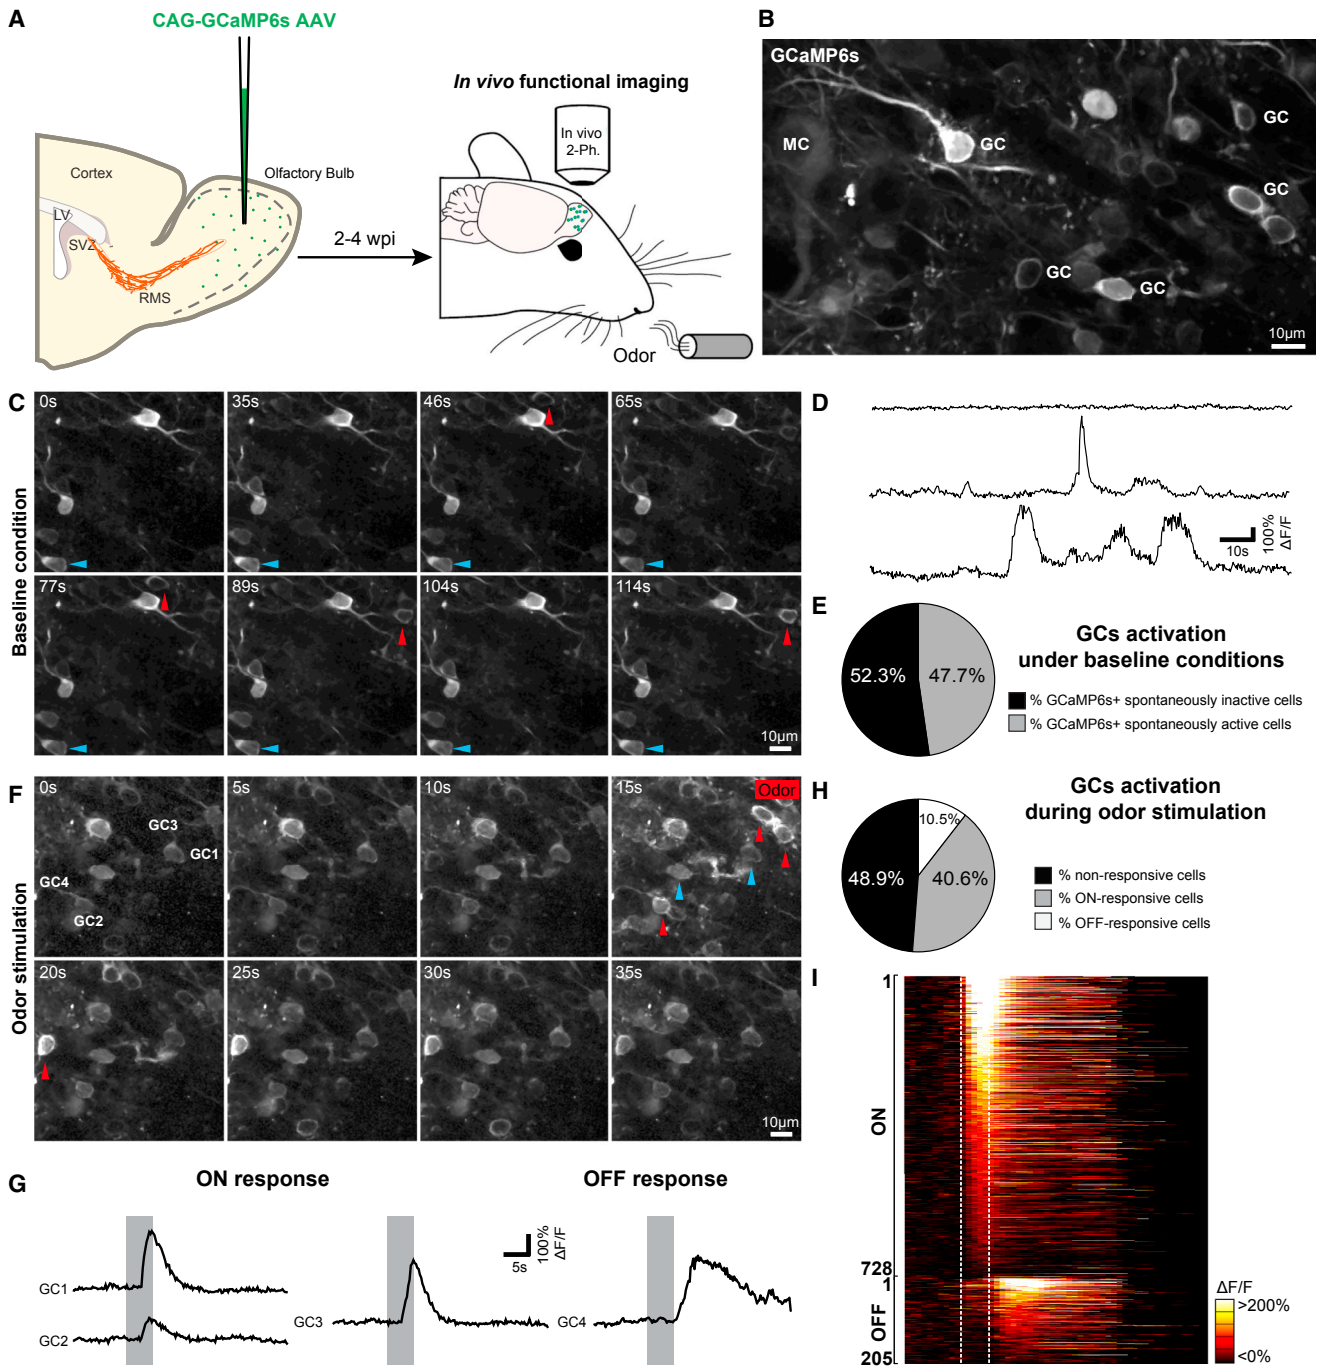 A
CAG-GCaMP6s AAV
Cortex
Olfactory Bulb
LV
SVZ
RMS
2-4 wpi
In vivo functional imaging
In vivo
2-Ph.
Odor
B
GCaMP6s
MC
GC
GC
GC
GC
GC
10µm
C
Baseline condition
0s
35s
46s
65s
77s
89s
104s
114s
10µm
D
10s
100%
ΔF/F
E
GCs activation
under baseline conditions
52.3%
47.7%
% GCaMP6s+ spontaneously inactive cells
% GCaMP6s+ spontaneously active cells
F
Odor stimulation
0s
5s
10s
15s
Odor
GC3
GC1
GC4
GC2
20s
25s
30s
35s
10µm
H
GCs activation
during odor stimulation
10.5%
48.9%
40.6%
% non-responsive cells
% ON-responsive cells
% OFF-responsive cells
G
ON response
OFF response
GC1
GC2
GC3
GC4
5s
100%
ΔF/F
I
1
ON
728
1
OFF
205
ΔF/F
>200%
<0%